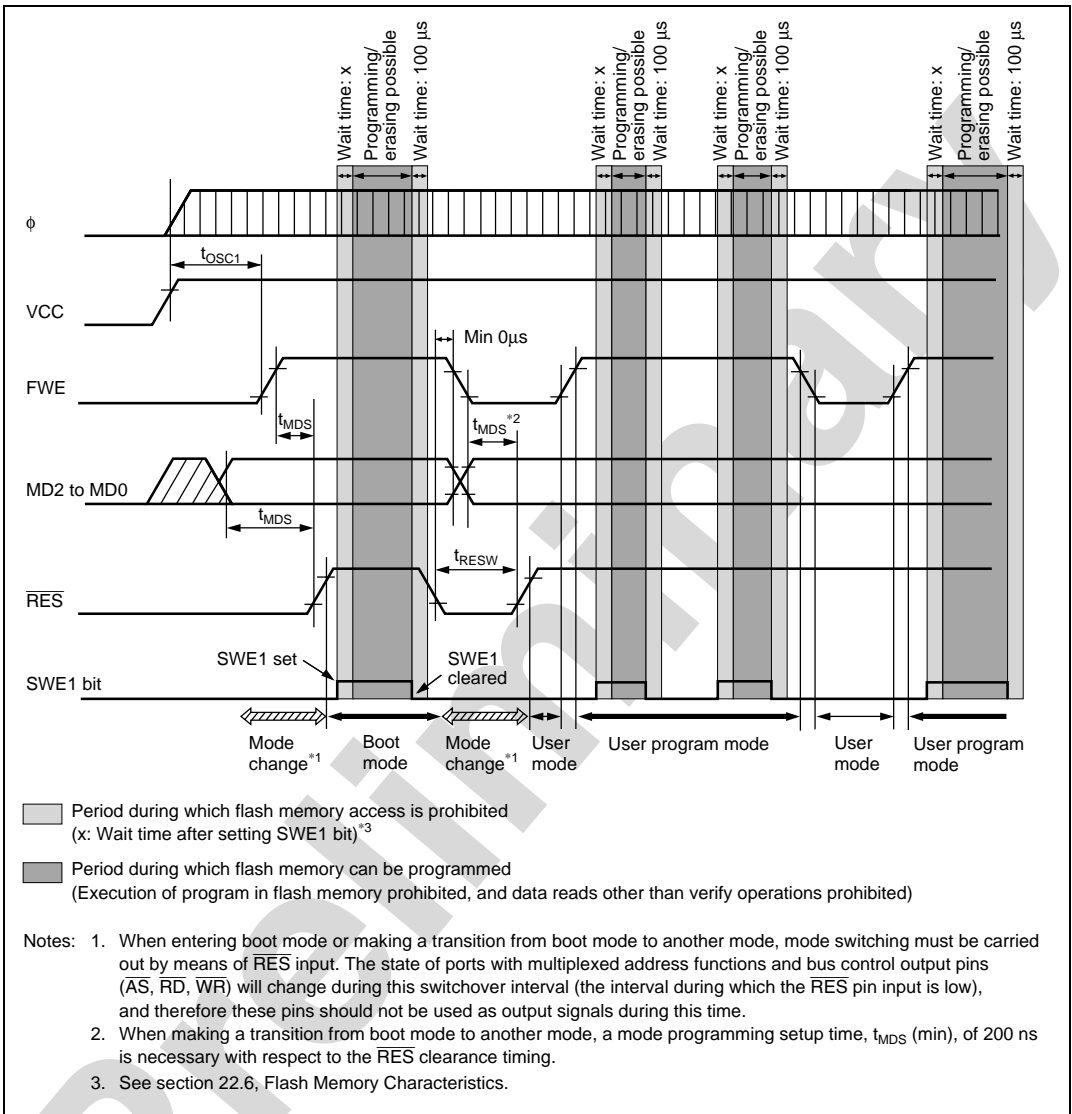 Wait time: x
Programming/
erasing possible
Wait time: 100 µs
Wait time: x
Programming/
erasing possible
Wait time: 100 µs
Wait time: x
Programming/
erasing possible
Wait time: 100 µs
Wait time: x
Programming/
erasing possible
Wait time: 100 µs
ϕ
tOSC1
VCC
Min 0µs
FWE
tMDS
tMDS*2
MD2 to MD0
tMDS
tRESW
RES
SWE1 set
SWE1
cleared
SWE1 bit
Mode
change*1
Boot
mode
Mode
change*1
User
mode
User program mode
User
mode
User program
mode
Period during which flash memory access is prohibited
(x: Wait time after setting SWE1 bit)*3
Period during which flash memory can be programmed
(Execution of program in flash memory prohibited, and data reads other than verify operations prohibited)
Notes: 1. When entering boot mode or making a transition from boot mode to another mode, mode switching must be carried
out by means of RES input. The state of ports with multiplexed address functions and bus control output pins
(AS, RD, WR) will change during this switchover interval (the interval during which the RES pin input is low),
and therefore these pins should not be used as output signals during this time.
2. When making a transition from boot mode to another mode, a mode programming setup time, tMDS (min), of 200 ns
is necessary with respect to the RES clearance timing.
3. See section 22.6, Flash Memory Characteristics.
Preliminary